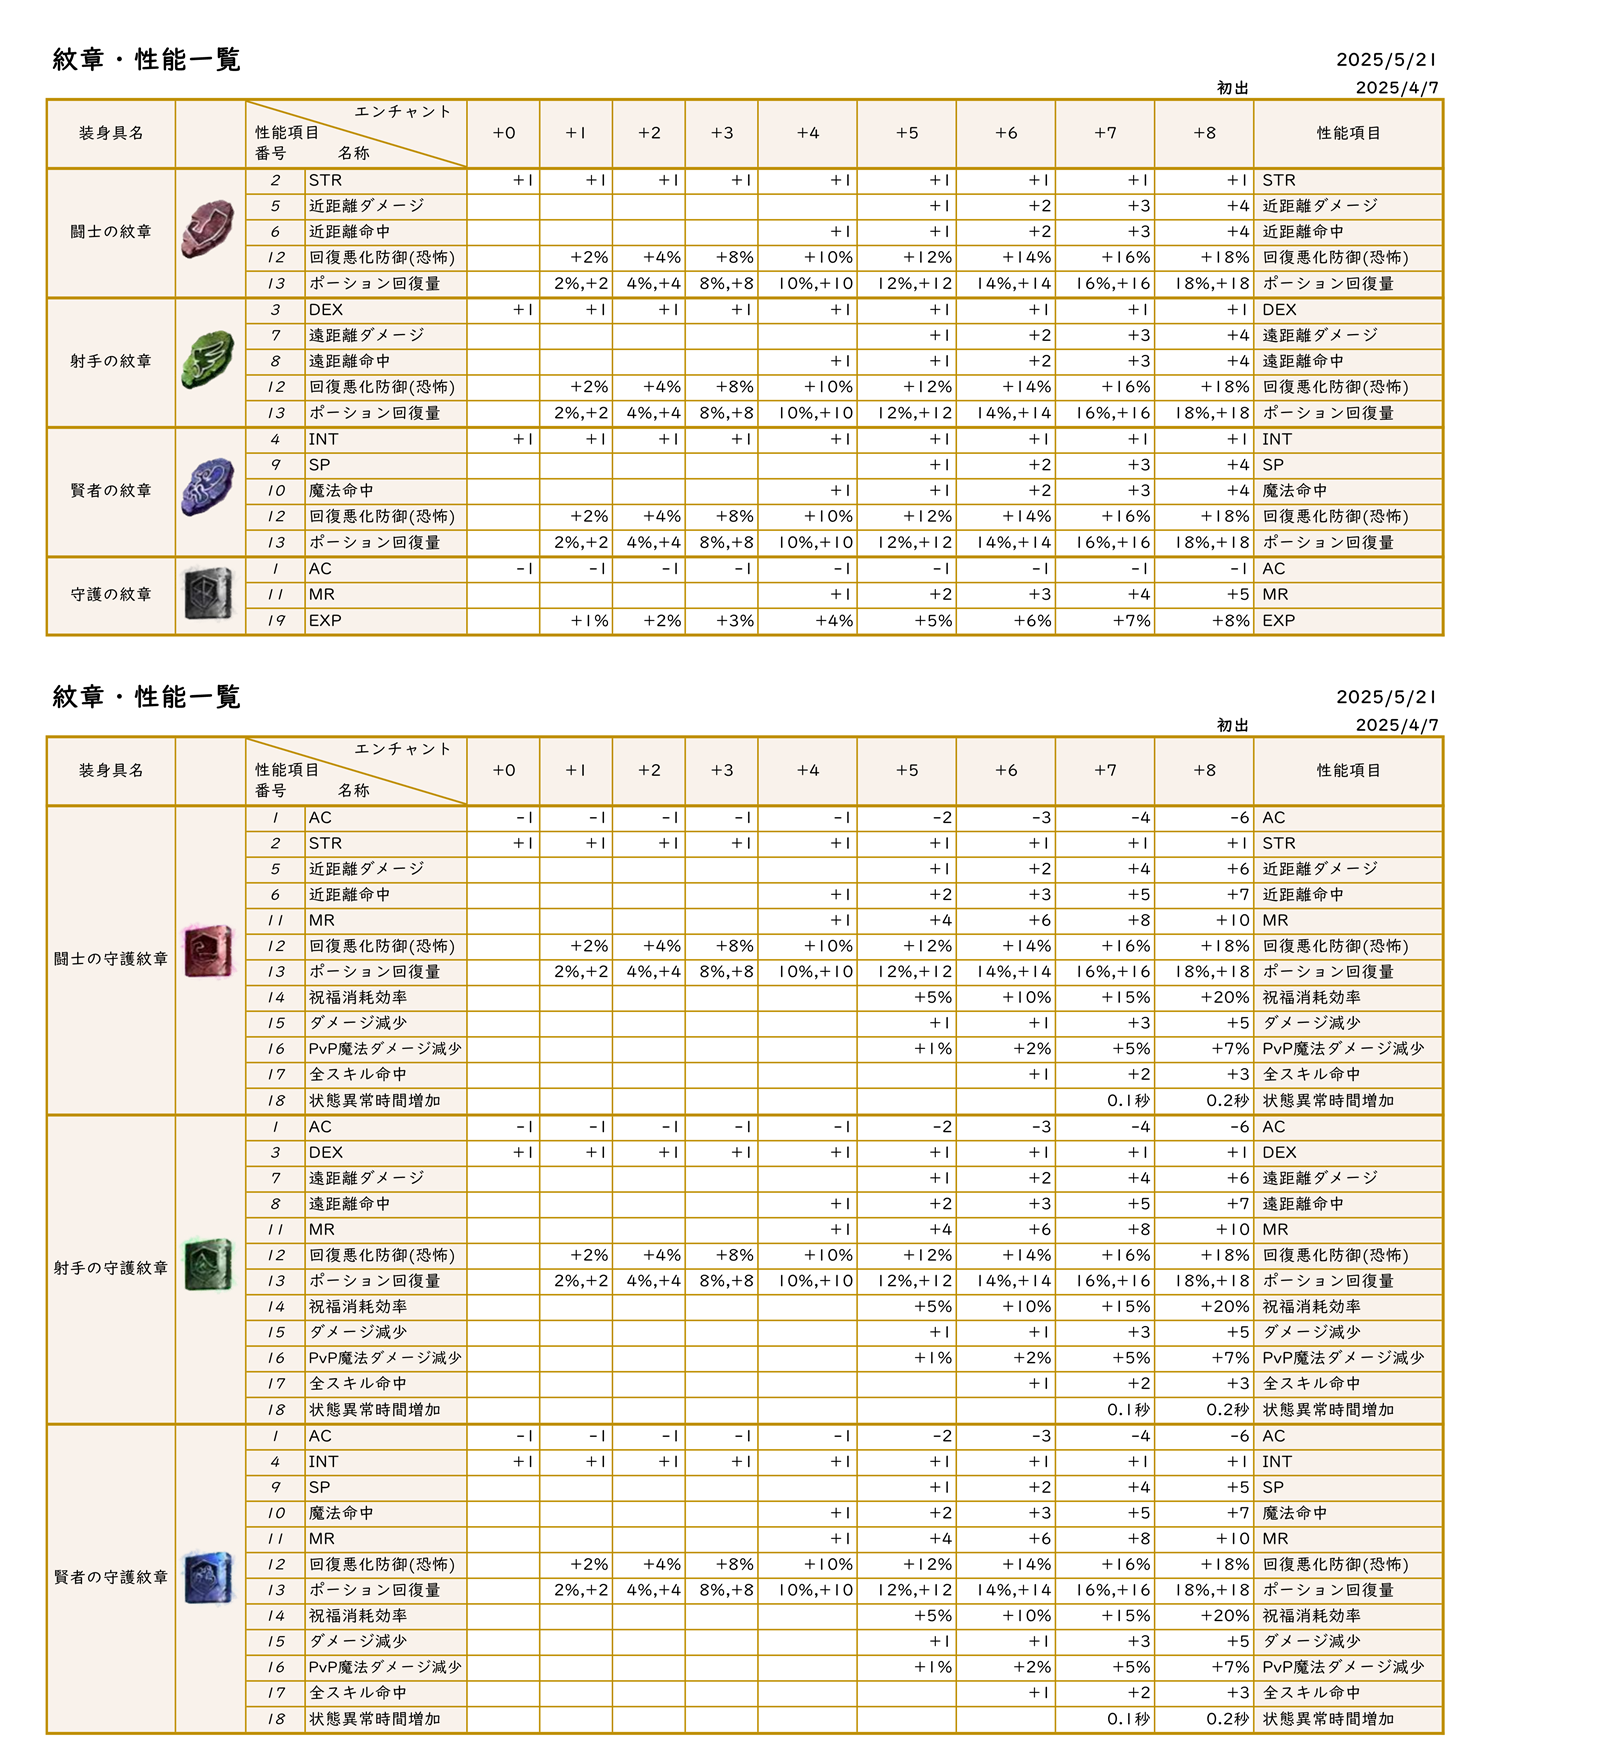 紋章・性能一覧 2025/5/21
初出 2025/4/7
装身具名 エンチャント 性能項目 番号 名称 +0 +1 +2 +3 +4 +5 +6 +7 +8 性能項目
闘士の紋章
2 STR +1 +1 +1 +1 +1 +1 +1 +1 +1 STR
5 近距離ダメージ +1 +2 +3 +4 近距離ダメージ
6 近距離命中 +1 +1 +2 +3 +4 近距離命中
12 回復悪化防御(恐怖) +2% +4% +8% +10% +12% +14% +16% +18% 回復悪化防御(恐怖)
13 ポーション回復量 2%,+2 4%,+4 8%,+8 10%,+10 12%,+12 14%,+14 16%,+16 18%,+18 ポーション回復量
射手の紋章
3 DEX +1 +1 +1 +1 +1 +1 +1 +1 +1 DEX
7 遠距離ダメージ +1 +2 +3 +4 遠距離ダメージ
8 遠距離命中 +1 +1 +2 +3 +4 遠距離命中
12 回復悪化防御(恐怖) +2% +4% +8% +10% +12% +14% +16% +18% 回復悪化防御(恐怖)
13 ポーション回復量 2%,+2 4%,+4 8%,+8 10%,+10 12%,+12 14%,+14 16%,+16 18%,+18 ポーション回復量
賢者の紋章
4 INT +1 +1 +1 +1 +1 +1 +1 +1 +1 INT
9 SP +1 +2 +3 +4 SP
10 魔法命中 +1 +1 +2 +3 +4 魔法命中
12 回復悪化防御(恐怖) +2% +4% +8% +10% +12% +14% +16% +18% 回復悪化防御(恐怖)
13 ポーション回復量 2%,+2 4%,+4 8%,+8 10%,+10 12%,+12 14%,+14 16%,+16 18%,+18 ポーション回復量
守護の紋章
1 AC -1 -1 -1 -1 -1 -1 -1 -1 -1 AC
11 MR +1 +2 +3 +4 +5 MR
19 EXP +1% +2% +3% +4% +5% +6% +7% +8% EXP
紋章・性能一覧 2025/5/21
初出 2025/4/7
装身具名 エンチャント 性能項目 番号 名称 +0 +1 +2 +3 +4 +5 +6 +7 +8 性能項目
闘士の守護紋章
1 AC -1 -1 -1 -1 -1 -2 -3 -4 -6 AC
2 STR +1 +1 +1 +1 +1 +1 +1 +1 +1 STR
5 近距離ダメージ +1 +2 +4 +6 近距離ダメージ
6 近距離命中 +1 +2 +3 +5 +7 近距離命中
11 MR +1 +4 +6 +8 +10 MR
12 回復悪化防御(恐怖) +2% +4% +8% +10% +12% +14% +16% +18% 回復悪化防御(恐怖)
13 ポーション回復量 2%,+2 4%,+4 8%,+8 10%,+10 12%,+12 14%,+14 16%,+16 18%,+18 ポーション回復量
14 祝福消耗効率 +5% +10% +15% +20% 祝福消耗効率
15 ダメージ減少 +1 +1 +3 +5 ダメージ減少
16 PvP魔法ダメージ減少 +1% +2% +5% +7% PvP魔法ダメージ減少
17 全スキル命中 +1 +2 +3 全スキル命中
18 状態異常時間増加 0.1秒 0.2秒 状態異常時間増加
射手の守護紋章
1 AC -1 -1 -1 -1 -1 -2 -3 -4 -6 AC
3 DEX +1 +1 +1 +1 +1 +1 +1 +1 +1 DEX
7 遠距離ダメージ +1 +2 +4 +6 遠距離ダメージ
8 遠距離命中 +1 +2 +3 +5 +7 遠距離命中
11 MR +1 +4 +6 +8 +10 MR
12 回復悪化防御(恐怖) +2% +4% +8% +10% +12% +14% +16% +18% 回復悪化防御(恐怖)
13 ポーション回復量 2%,+2 4%,+4 8%,+8 10%,+10 12%,+12 14%,+14 16%,+16 18%,+18 ポーション回復量
14 祝福消耗効率 +5% +10% +15% +20% 祝福消耗効率
15 ダメージ減少 +1 +1 +3 +5 ダメージ減少
16 PvP魔法ダメージ減少 +1% +2% +5% +7% PvP魔法ダメージ減少
17 全スキル命中 +1 +2 +3 全スキル命中
18 状態異常時間増加 0.1秒 0.2秒 状態異常時間増加
賢者の守護紋章
1 AC -1 -1 -1 -1 -1 -2 -3 -4 -6 AC
4 INT +1 +1 +1 +1 +1 +1 +1 +1 +1 INT
9 SP +1 +2 +4 +5 SP
10 魔法命中 +1 +2 +3 +5 +7 魔法命中
11 MR +1 +4 +6 +8 +10 MR
12 回復悪化防御(恐怖) +2% +4% +8% +10% +12% +14% +16% +18% 回復悪化防御(恐怖)
13 ポーション回復量 2%,+2 4%,+4 8%,+8 10%,+10 12%,+12 14%,+14 16%,+16 18%,+18 ポーション回復量
14 祝福消耗効率 +5% +10% +15% +20% 祝福消耗効率
15 ダメージ減少 +1 +1 +3 +5 ダメージ減少
16 PvP魔法ダメージ減少 +1% +2% +5% +7% PvP魔法ダメージ減少
17 全スキル命中 +1 +2 +3 全スキル命中
18 状態異常時間増加 0.1秒 0.2秒 状態異常時間増加